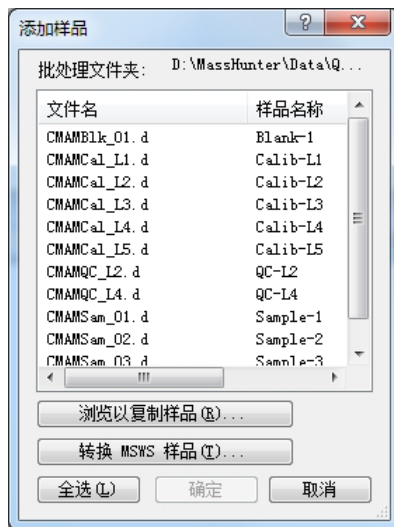 添加样品
批处理文件夹: D:\MassHunter\Data\Q...
文件名 样品名称
CMAMBlk_01.d Blank-1
CMAMCal_L1.d Calib-L1
CMAMCal_L2.d Calib-L2
CMAMCal_L3.d Calib-L3
CMAMCal_L4.d Calib-L4
CMAMCal_L5.d Calib-L5
CMAMQC_L2.d QC-L2
CMAMQC_L4.d QC-L4
CMAMSam_01.d Sample-1
CMAMSam_02.d Sample-2
CMAMSam_03.d Sample-3
浏览以复制样品(R)...
转换 MSWS 样品(T)...
全选(L) 确定 取消